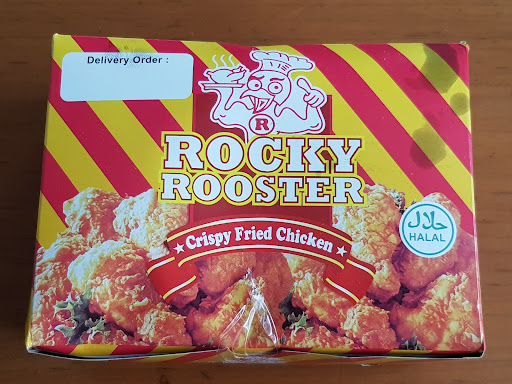 Delivery Order :
R
ROCKY
ROOSTER
Crispy Fried Chicken
حلال
HALAL